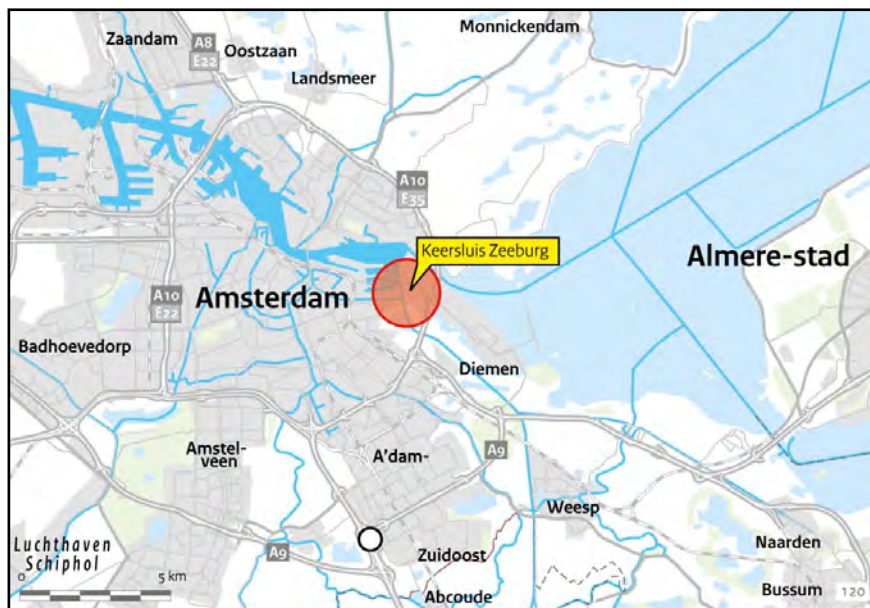 Zaandam
A8
E22
Oostzaan
Monnickendam
Landsmeer
A10
E35
Keersluis Zeeburg
Almere-stad
A10
E22
Amsterdam
Badhoevedorp
Diemen
Amstel-
veen
A'dam-
A9
Weesp
Luchthaven
Schiphol
A9
Zuidoost
Naarden
0
5 km
Abcoude
Bussum
120